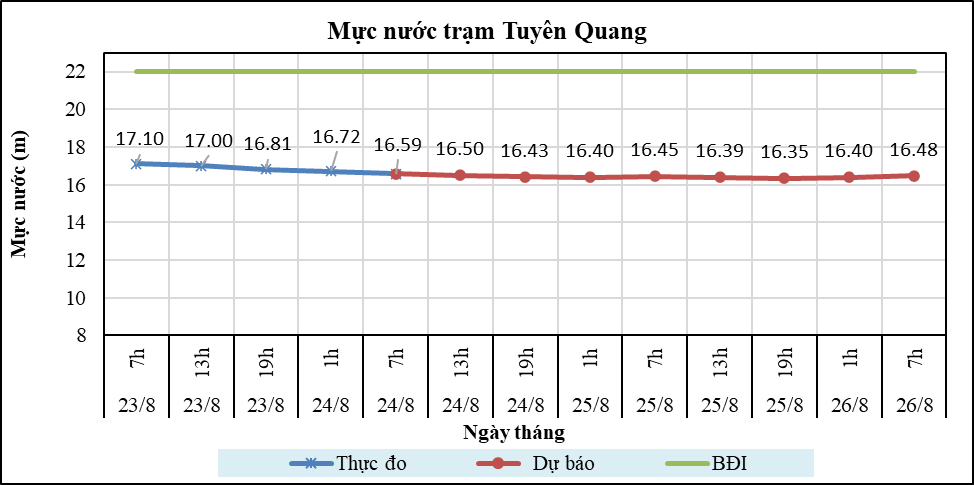 Mực nước trạm Tuyên Quang
Mực nước (m)
22
20
18
16
14
12
10
8
17.10 17.00 16.81 16.72 16.59 16.50 16.43 16.40 16.45 16.39 16.35 16.40 16.48
7h 13h 19h 1h 7h 13h 19h 1h 7h 13h 19h 1h 7h
23/8 23/8 23/8 24/8 24/8 24/8 24/8 25/8 25/8 25/8 25/8 26/8 26/8
Ngày tháng
Thực đo Dự báo BĐI